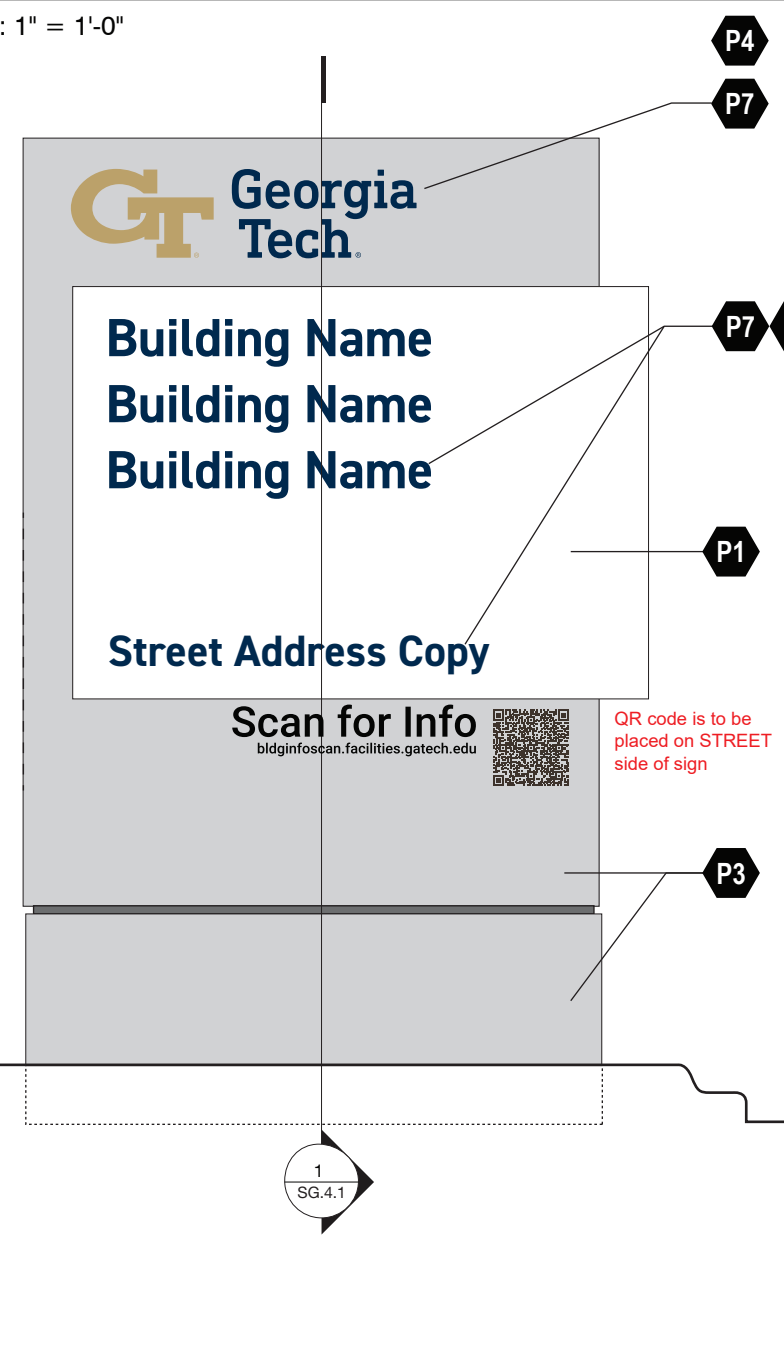 : 1" = 1'-0"
P4
P7
GT Georgia
Tech®
Building Name
Building Name
Building Name
P7
P1
Street Address Copy
Scan for Info
bldginfoscan.facilities.gatech.edu
QR code is to be
placed on STREET
side of sign
P3
1
SG.4.1